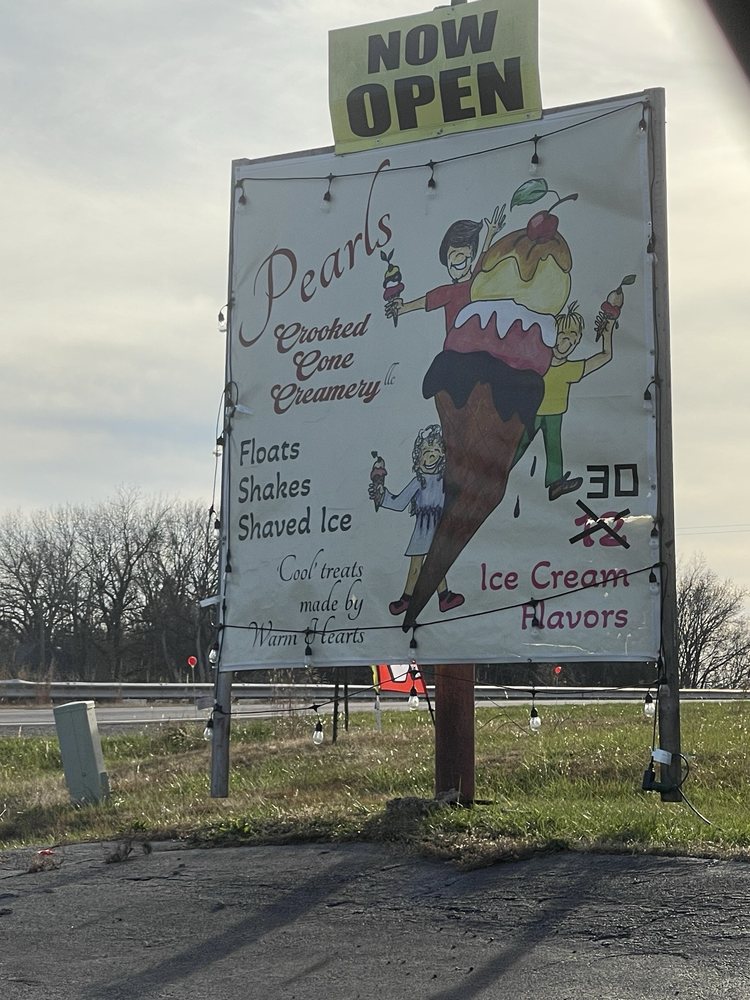 NOW
OPEN
Pearls
Crooked
Cone
Creamery llc
Floats
Shakes
Shaved Ice
'Cool' treats
made by
Warm Hearts
30
12
Ice Cream
Flavors